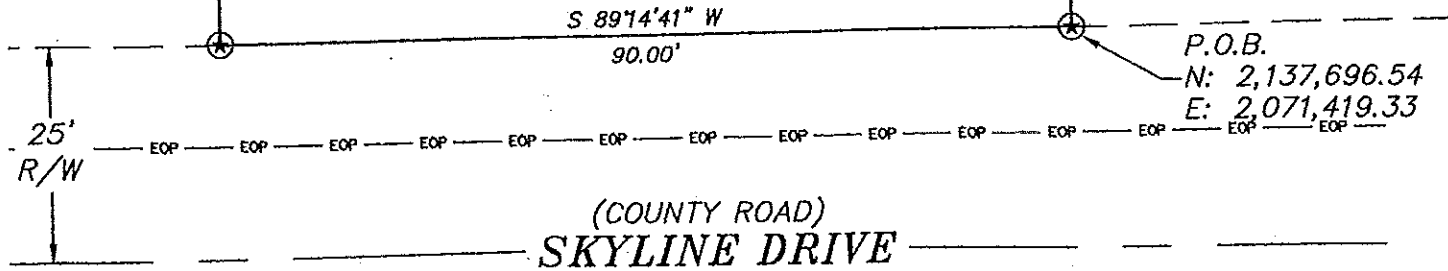 S 89°14'41" W
90.00'
P.O.B.
N: 2,137,696.54
E: 2,071,419.33
25'
R/W
EOP EOP EOP EOP EOP EOP EOP EOP EOP EOP EOP EOP EOP EOP
(COUNTY ROAD)
SKYLINE DRIVE